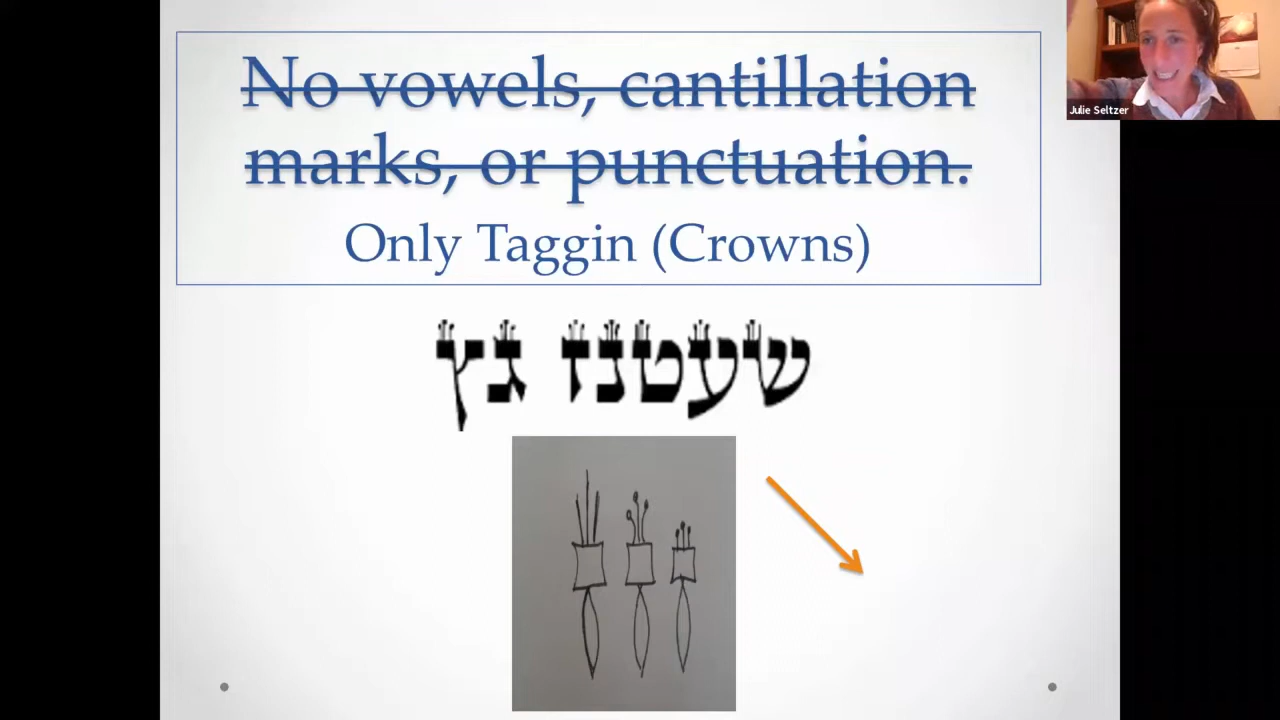 No vowels, cantillation
marks, or punctuation.
Only Taggin (Crowns)
שעטנז גץ
Julie Seltzer